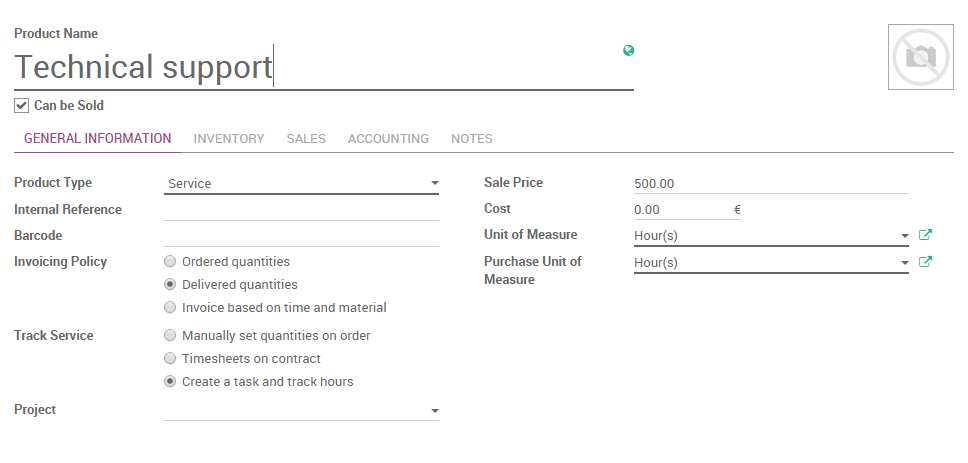 Product Name
Technical support
Can be Sold
GENERAL INFORMATION INVENTORY SALES ACCOUNTING NOTES
Product Type Service
Internal Reference
Barcode
Invoicing Policy Ordered quantities
Delivered quantities
Invoice based on time and material
Track Service Manually set quantities on order
Timesheets on contract
Create a task and track hours
Project
Sale Price 500.00
Cost 0.00 €
Unit of Measure Hour(s)
Purchase Unit of Hour(s)
Measure